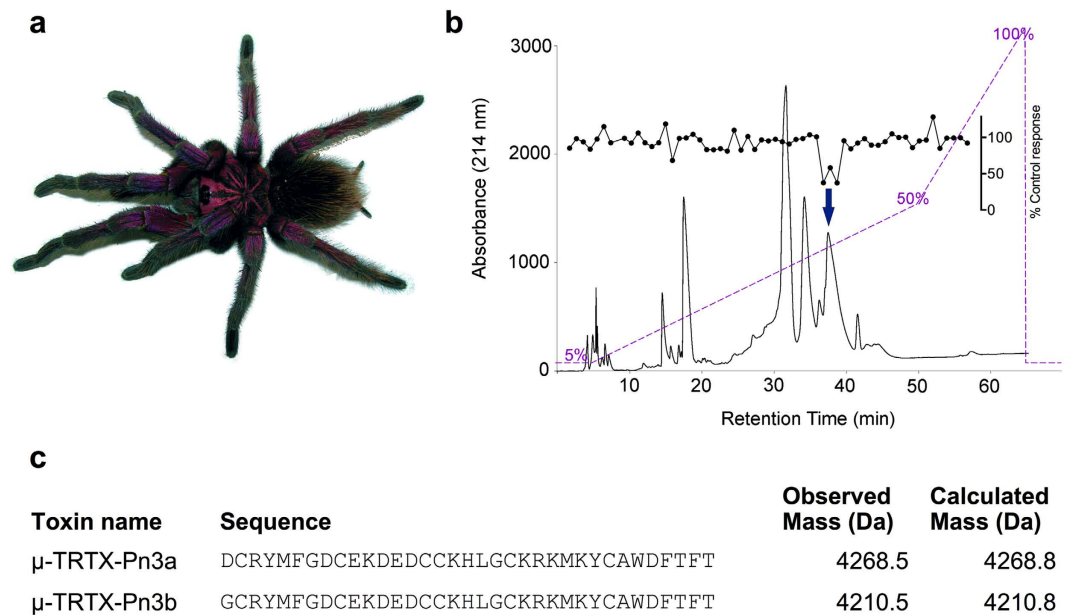 a
b
Absorbance (214 nm)
3000
2000
1000
0
5%
50%
100%
100
50
0
% Control response
10 20 30 40 50 60
Retention Time (min)
c
Toxin name Sequence Observed Mass (Da) Calculated Mass (Da)
μ-TRTX-Pn3a DCRYMFGDCEKDEDCCKHLGCKRKMKYCAWDFTFT 4268.5 4268.8
μ-TRTX-Pn3b GCRYMFGDCEKDEDCCKHLGCKRKMKYCAWDFTFT 4210.5 4210.8